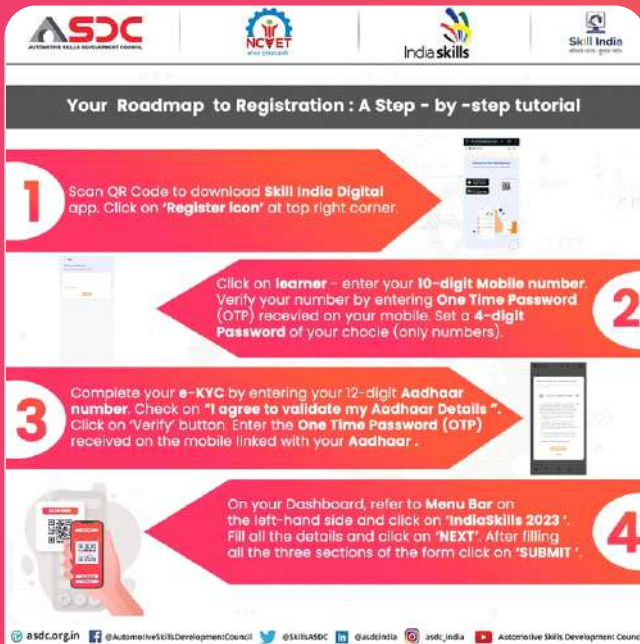 ASDC
AUTOMOTIVE SKILLS DEVELOPMENT COUNCIL
NCVET
India skills
Skill India
कौशल भारत - कुशल भारत
Your Roadmap to Registration : A Step - by -step tutorial
1
Scan QR Code to download Skill India Digital
app. Click on ‘Register icon’ at top right corner.
Click on learner - enter your 10-digit Mobile number.
Verify your number by entering One Time Password
(OTP) recevied on your mobile. Set a 4-digit
Password of your chocie (only numbers).
2
3
Complete your e-KYC by entering your 12-digit Aadhaar
number. Check on "I agree to validate my Aadhaar Details ".
Click on ‘Verify’ button. Enter the One Time Password (OTP)
received on the mobile linked with your Aadhaar .
On your Dashboard, refer to Menu Bar on
the left-hand side and click on ‘IndiaSkills 2023 ’.
Fill all the details and click on ‘NEXT’. After filling
all the three sections of the form click on ‘SUBMIT ’.
4
asdc.org.in @AutomotiveSkillsDevelopmentCouncil @SkillsASDC @asdcindia asdc_india Automotive Skills Development Council